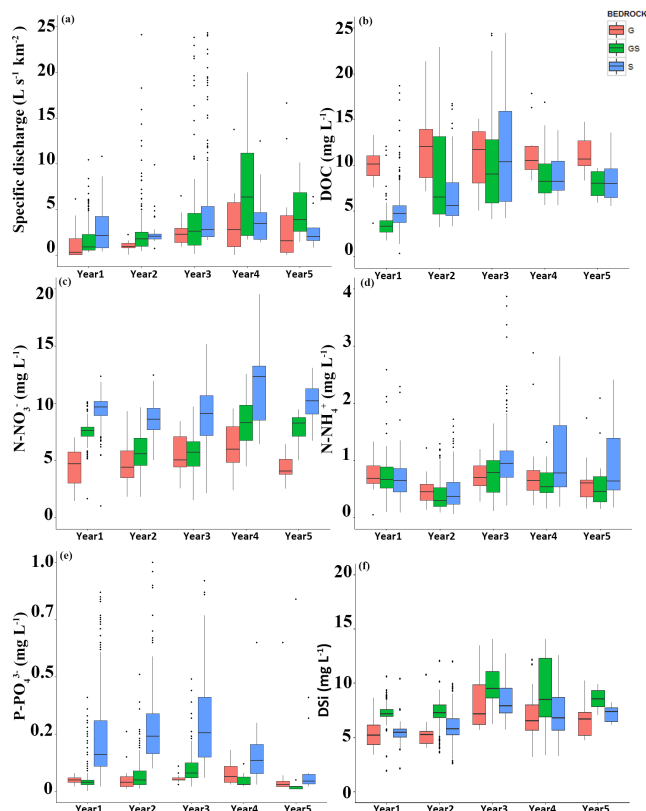 BEDROCK
G
GS
S
(a)
Specific discharge (L s⁻¹ km⁻²)
25
20
15
10
5
0
Year1 Year2 Year3 Year4 Year5
(b)
DOC (mg L⁻¹)
25
20
15
10
5
0
Year1 Year2 Year3 Year4 Year5
(c)
N-NO₃⁻ (mg L⁻¹)
20
15
10
5
0
Year1 Year2 Year3 Year4 Year5
(d)
N-NH₄⁺ (mg L⁻¹)
4
3
2
1
0
Year1 Year2 Year3 Year4 Year5
(e)
P-PO₄³⁻ (mg L⁻¹)
1.0
0.7
0.5
0.2
0
Year1 Year2 Year3 Year4 Year5
(f)
DSi (mg L⁻¹)
20
15
10
5
0
Year1 Year2 Year3 Year4 Year5